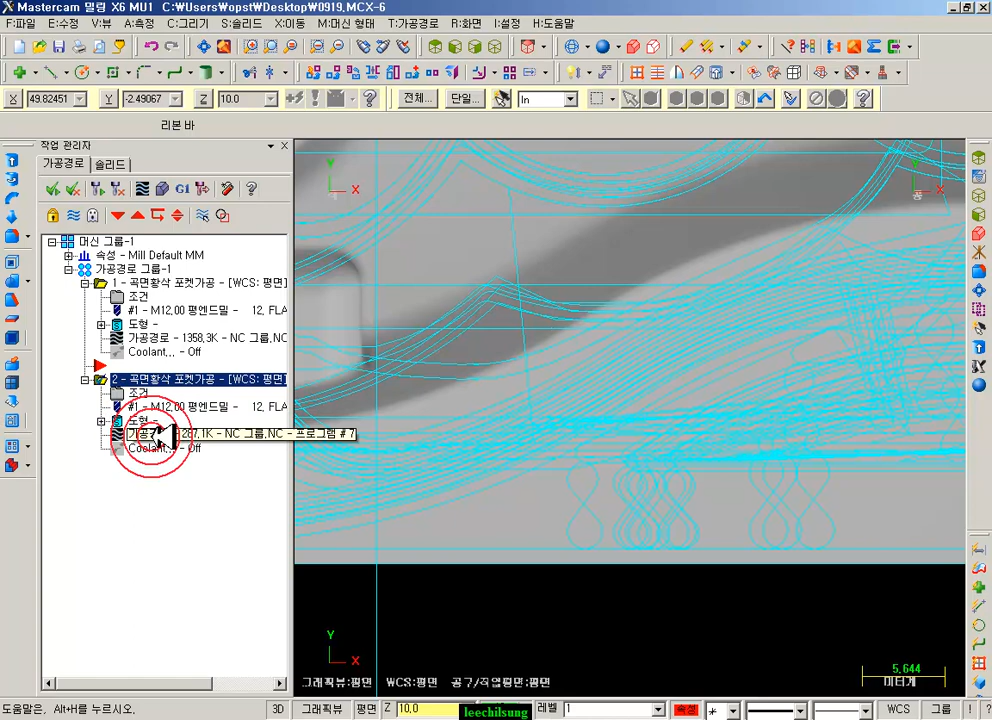 Mastercam 밀링 X6 MU1 C:₩Users₩opst₩Desktop₩0919.MCX-6
F:파일 E:수정 V:뷰 A:측정 C:그리기 S:솔리드 X:이동 M:머신 형태 T:가공경로 R:화면 I:설정 H:도움말
X 49.82451 Y -2.49067 Z 10.0 전체... 단일... In
리본 바
작업 관리자
가공경로 솔리드
G1
머신 그룹-1
속성 - Mill Default MM
가공경로 그룹-1
1 - 곡면황삭 포켓가공 - [WCS: 평면]
조건
#1 - M12.00 평엔드밀 - 12, FLA
도형 -
가공경로 - 1358.3K - NC 그룹.NC
Coolant... - Off
2 - 곡면황삭 포켓가공 - [WCS: 평면]
조건
#1 - M12.00 평엔드밀 - 12, FLA
도형 -
1287.1K - NC 그룹.NC - 프로그램 # 7
Coolant... - Off
Y
X
Y
X
Y
X
그래픽뷰:평면 WCS:평면 공구/작업평면:평면
5.644
미터계
도움말은, Alt+H를 누르시오.
3D 그래픽뷰 평면 Z 10.0 leechilsung 레벨 1 속성 WCS 그룹 ! ?